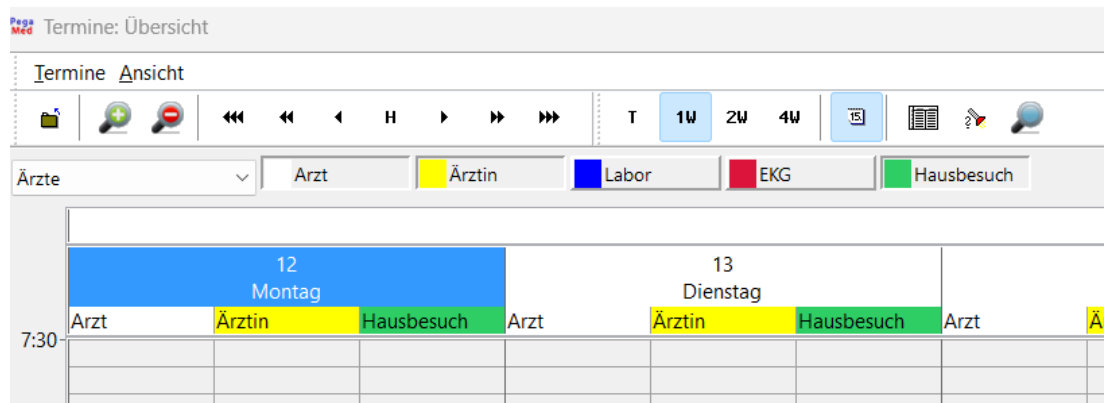 Pega Med Termine: Übersicht
Termine Ansicht
H T 1W 2W 4W 15
Ärzte Arzt Ärztin Labor EKG Hausbesuch
12 13
Montag Dienstag
Arzt Ärztin Hausbesuch Arzt Ärztin Hausbesuch Arzt Ä
7:30